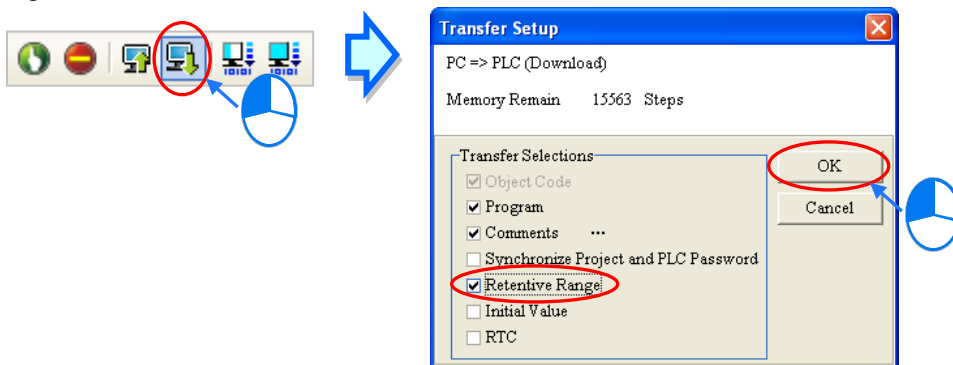 Transfer Setup
PC => PLC (Download)
Memory Remain 15563 Steps
Transfer Selections
Object Code
Program
Comments ...
Synchronize Project and PLC Password
Retentive Range
Initial Value
RTC
OK
Cancel